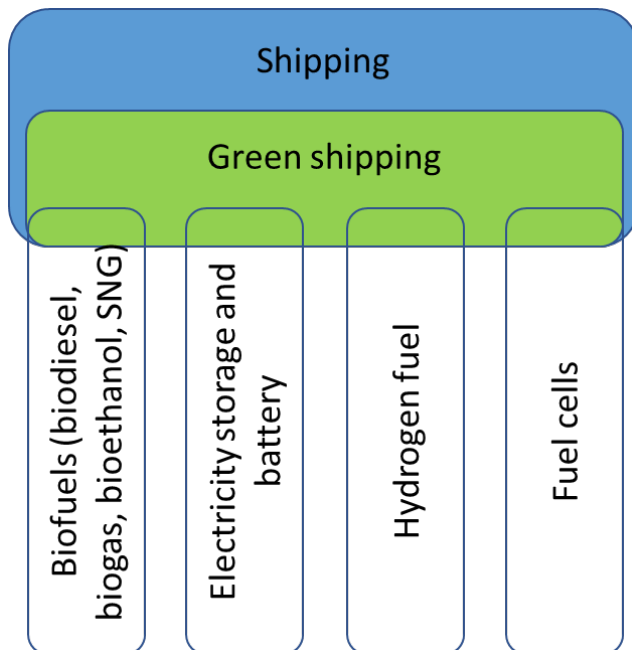 Shipping
Green shipping
Biofuels (biodiesel,
biogas, bioethanol, SNG)
Electricity storage and
battery
Hydrogen fuel
Fuel cells